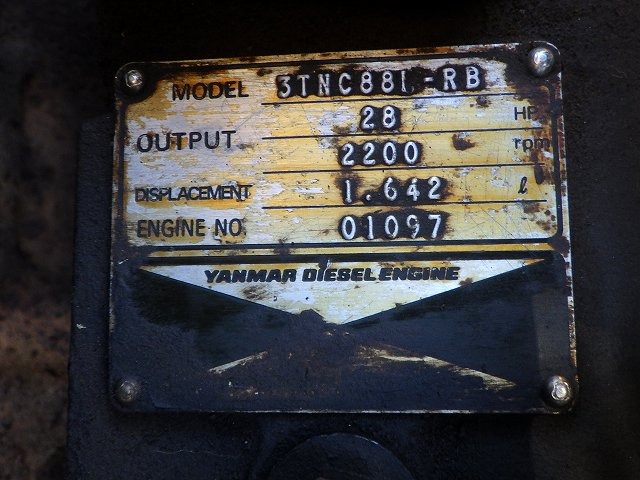 MODEL 3TNC88L-RB
OUTPUT 28 HP
2200 rpm
DISPLACEMENT 1.642 ℓ
ENGINE NO. 01097
YANMAR DIESEL ENGINE